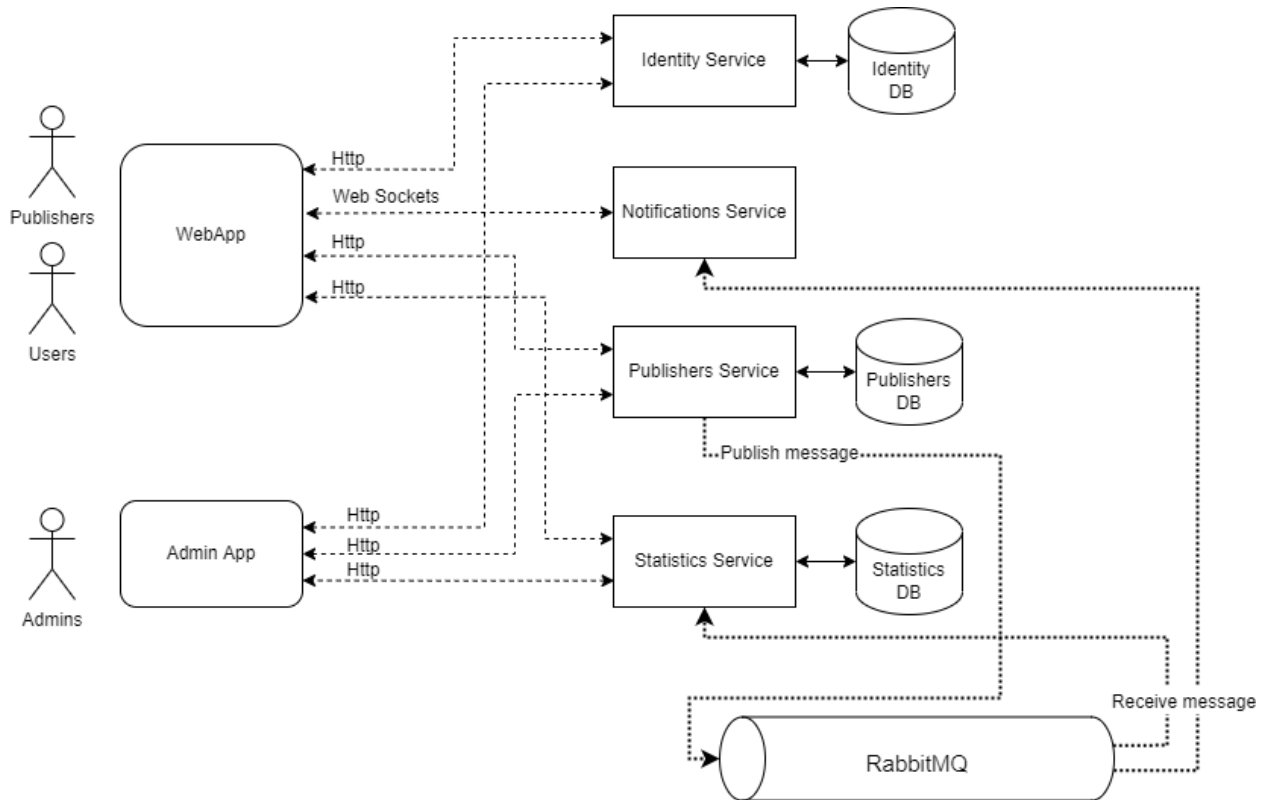 Identity Service
Identity
DB
Http
Publishers
Web Sockets
Notifications Service
WebApp
Http
Http
Users
Publishers Service
Publishers
DB
Publish message
Http
Admin App
Http
Http
Statistics Service
Statistics
DB
Admins
Receive message
RabbitMQ